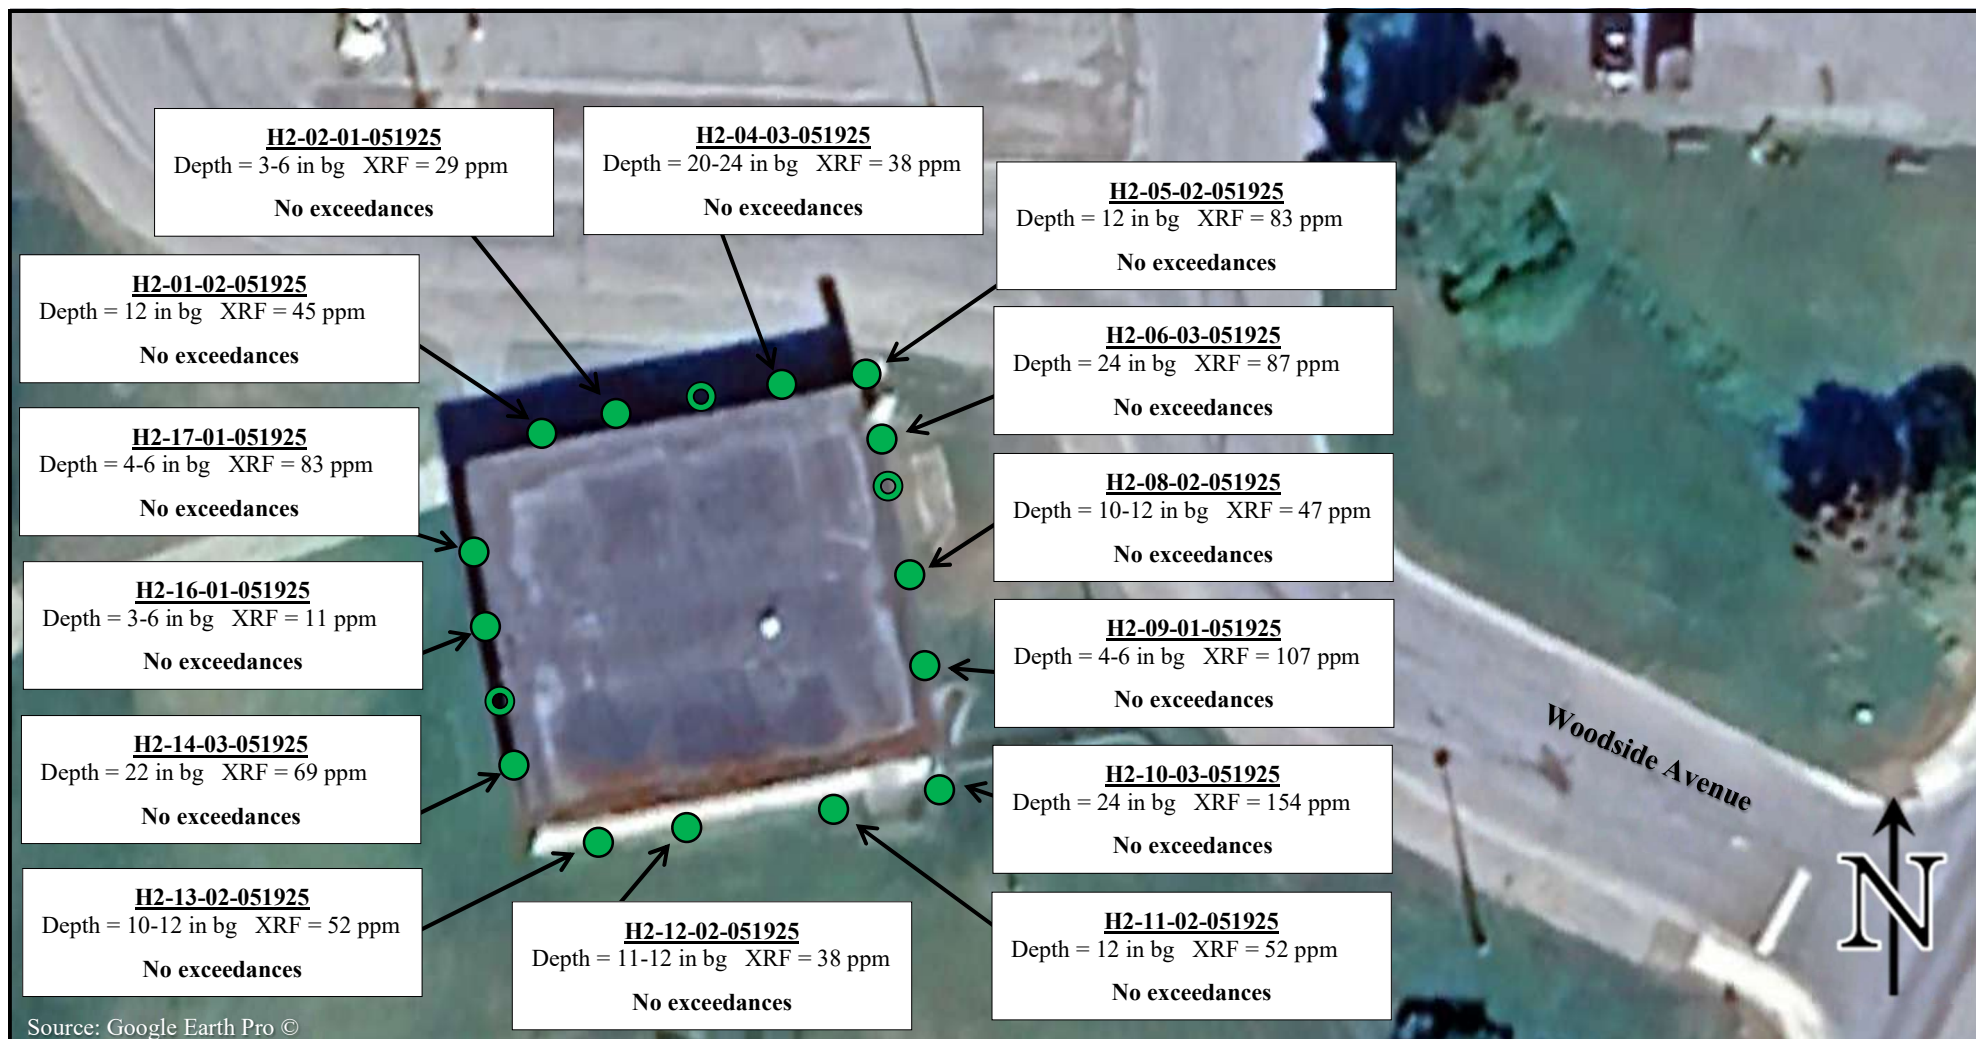 H2-02-01-051925
Depth = 3-6 in bg   XRF = 29 ppm
No exceedances
H2-04-03-051925
Depth = 20-24 in bg   XRF = 38 ppm
No exceedances
H2-05-02-051925
Depth = 12 in bg   XRF = 83 ppm
No exceedances
H2-01-02-051925
Depth = 12 in bg   XRF = 45 ppm
No exceedances
H2-06-03-051925
Depth = 24 in bg   XRF = 87 ppm
No exceedances
H2-17-01-051925
Depth = 4-6 in bg   XRF = 83 ppm
No exceedances
H2-08-02-051925
Depth = 10-12 in bg   XRF = 47 ppm
No exceedances
H2-16-01-051925
Depth = 3-6 in bg   XRF = 11 ppm
No exceedances
H2-09-01-051925
Depth = 4-6 in bg   XRF = 107 ppm
No exceedances
H2-14-03-051925
Depth = 22 in bg   XRF = 69 ppm
No exceedances
H2-10-03-051925
Depth = 24 in bg   XRF = 154 ppm
No exceedances
Woodside Avenue
H2-13-02-051925
Depth = 10-12 in bg   XRF = 52 ppm
No exceedances
H2-12-02-051925
Depth = 11-12 in bg   XRF = 38 ppm
No exceedances
H2-11-02-051925
Depth = 12 in bg   XRF = 52 ppm
No exceedances
N
Source: Google Earth Pro ©